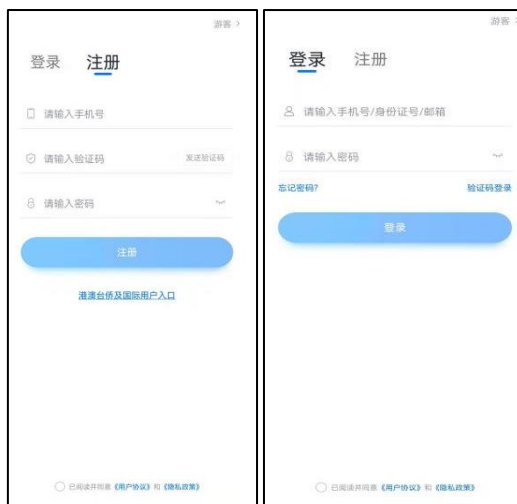 游客 >
登录 注册
请输入手机号
请输入验证码 发送验证码
请输入密码
注册
港澳台侨及国际用户入口
已阅读并同意《用户协议》和《隐私政策》
游客
登录 注册
请输入手机号/身份证号/邮箱
请输入密码
忘记密码? 验证码登录
登录
已阅读并同意《用户协议》和《隐私政策》